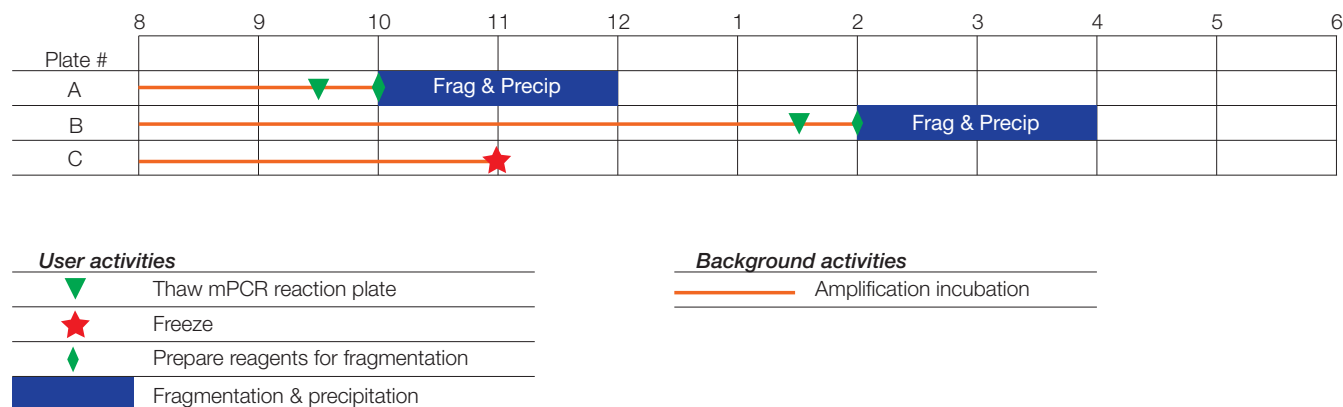 8 9 10 11 12 1 2 3 4 5 6
Plate #
A Frag & Precip
B Frag & Precip
C
User activities Background activities
Thaw mPCR reaction plate Amplification incubation
Freeze
Prepare reagents for fragmentation
Fragmentation & precipitation